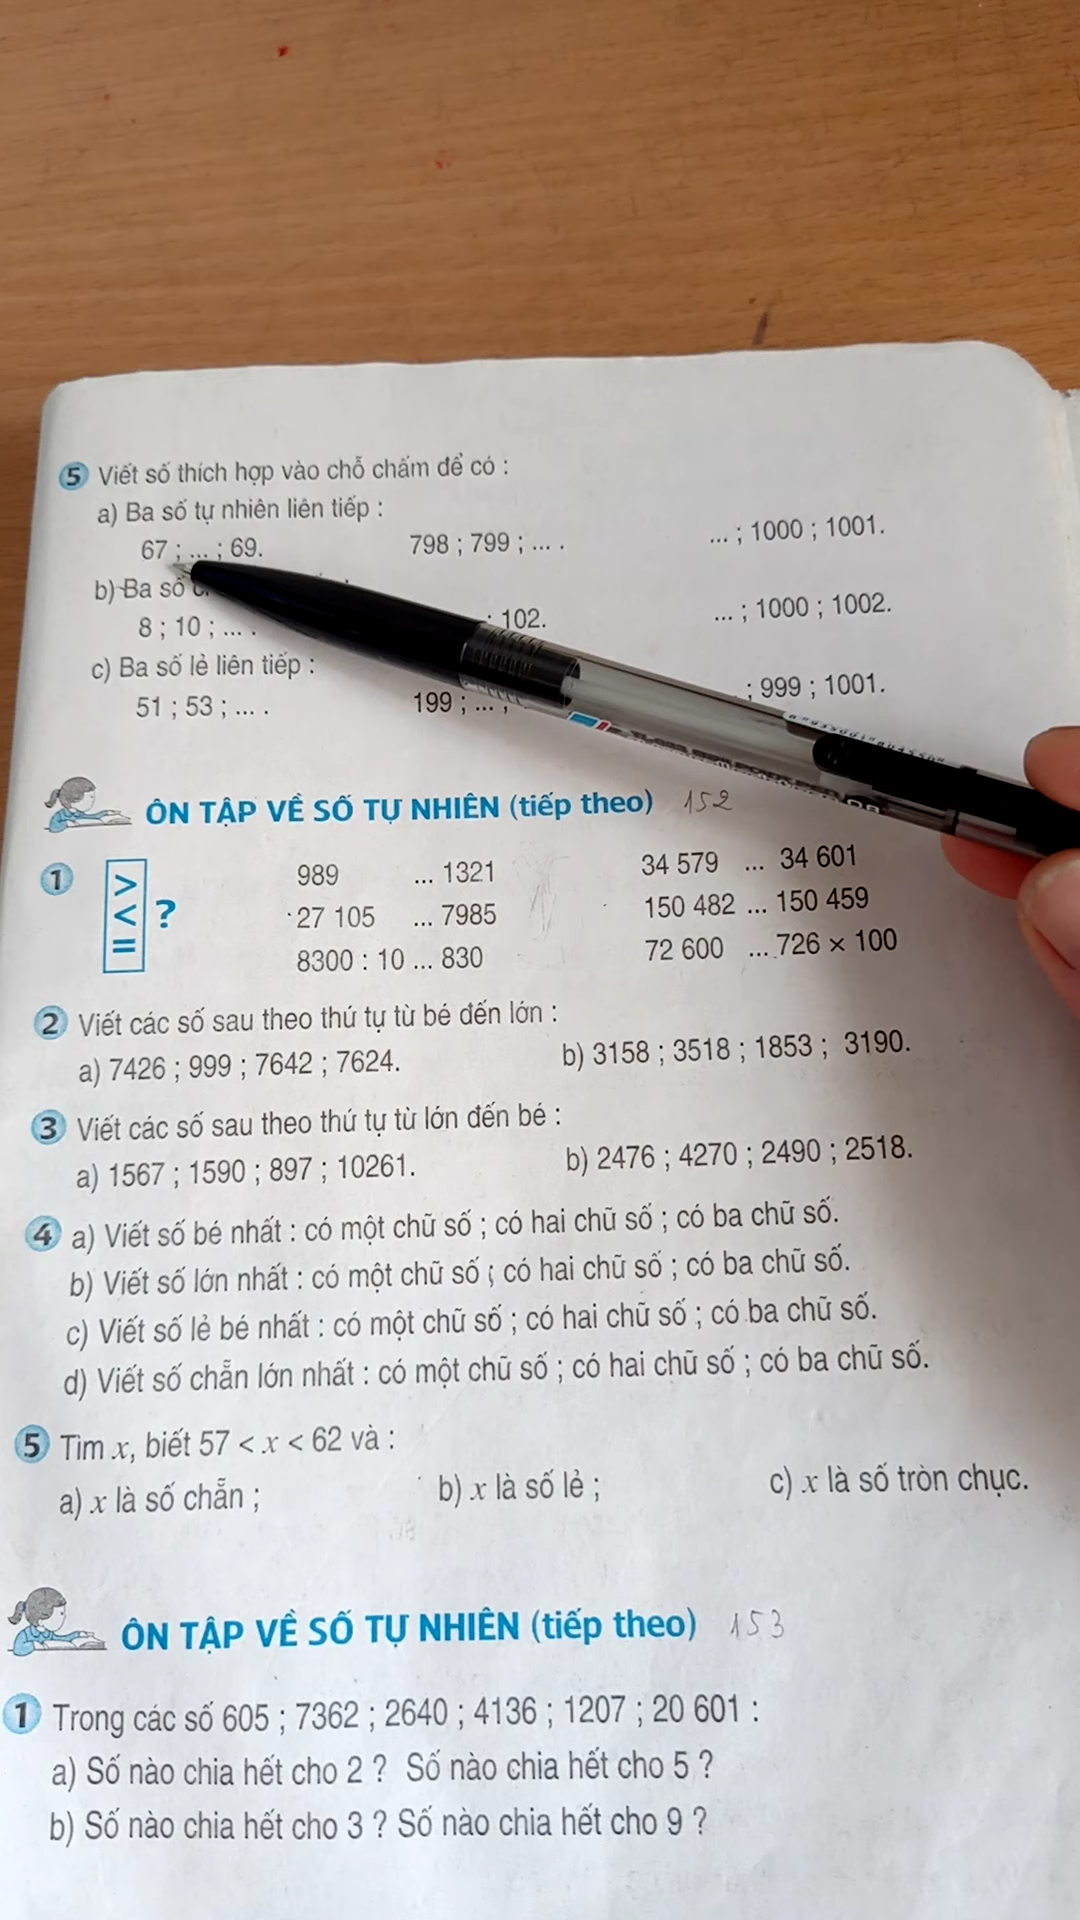 5 Viết số thích hợp vào chỗ chấm để có :
a) Ba số tự nhiên liên tiếp :
67 ; ... ; 69. 798 ; 799 ; ... . ... ; 1000 ; 1001.
b) Ba số
8 ; 10 ; ... . ; 102. ... ; 1000 ; 1002.
c) Ba số lẻ liên tiếp :
51 ; 53 ; ... . 199 ; ... ; ; 999 ; 1001.
ÔN TẬP VỀ SỐ TỰ NHIÊN (tiếp theo) 152
1 > < = ?
989 ... 1321 34 579 ... 34 601
27 105 ... 7985 150 482 ... 150 459
8300 : 10 ... 830 72 600 ... 726 × 100
2 Viết các số sau theo thứ tự từ bé đến lớn :
a) 7426 ; 999 ; 7642 ; 7624. b) 3158 ; 3518 ; 1853 ; 3190.
3 Viết các số sau theo thứ tự từ lớn đến bé :
a) 1567 ; 1590 ; 897 ; 10261. b) 2476 ; 4270 ; 2490 ; 2518.
4 a) Viết số bé nhất : có một chữ số ; có hai chữ số ; có ba chữ số.
b) Viết số lớn nhất : có một chữ số ; có hai chữ số ; có ba chữ số.
c) Viết số lẻ bé nhất : có một chữ số ; có hai chữ số ; có ba chữ số.
d) Viết số chẵn lớn nhất : có một chữ số ; có hai chữ số ; có ba chữ số.
5 Tìm x, biết 57 < x < 62 và :
a) x là số chẵn ; b) x là số lẻ ; c) x là số tròn chục.
ÔN TẬP VỀ SỐ TỰ NHIÊN (tiếp theo) 153
1 Trong các số 605 ; 7362 ; 2640 ; 4136 ; 1207 ; 20 601 :
a) Số nào chia hết cho 2 ? Số nào chia hết cho 5 ?
b) Số nào chia hết cho 3 ? Số nào chia hết cho 9 ?